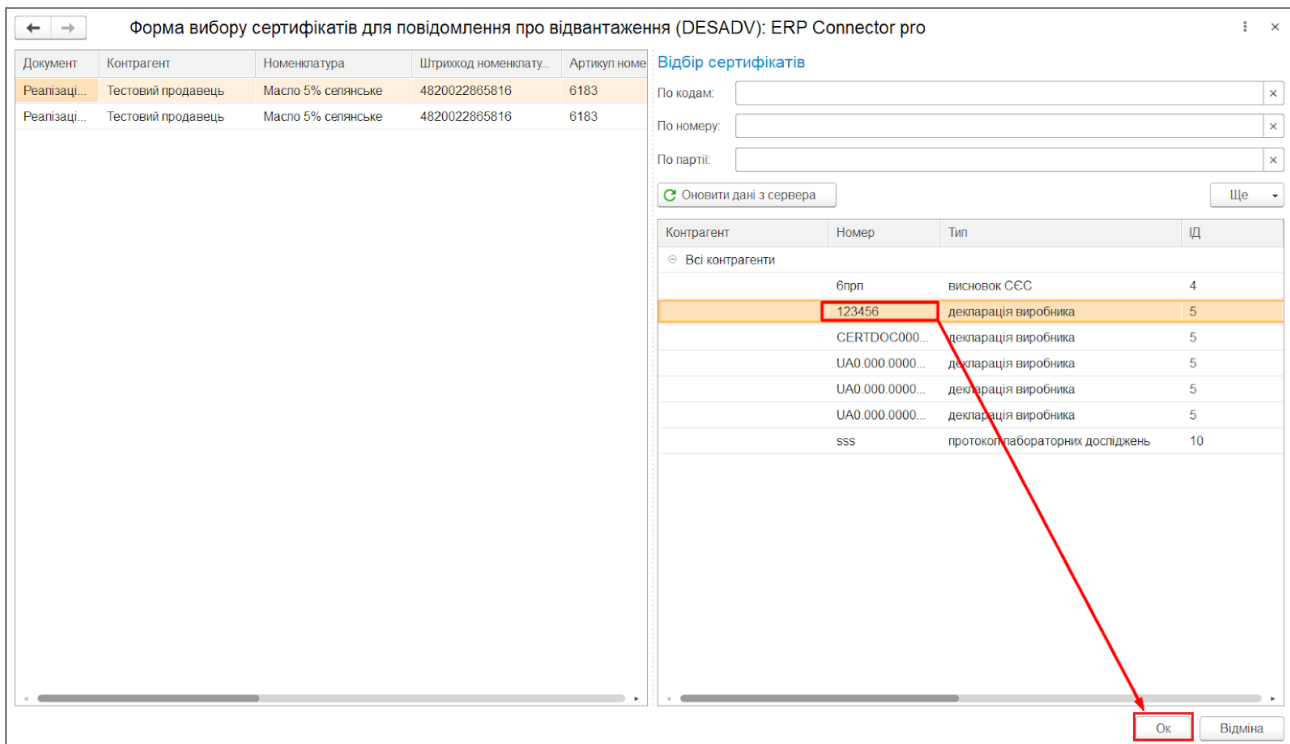 Форма вибору сертифікатів для повідомлення про відвантаження (DESADV): ERP Connector pro
Документ Контрагент Номенклатура Штрихкод номенклату... Артикул номе
Реалізаці... Тестовий продавець Масло 5% селянське 4820022865816 6183
Реалізаці... Тестовий продавець Масло 5% селянське 4820022865816 6183
Відбір сертифікатів
По кодам:
По номеру:
По партії:
Оновити дані з сервера Ще
Контрагент Номер Тип ІД
Всі контрагенти
6прп висновок СЄС 4
123456 декларація виробника 5
CERTDOC000... декларація виробника 5
UA0.000.0000... декларація виробника 5
UA0.000.0000... декларація виробника 5
UA0.000.0000... декларація виробника 5
sss протокол лабораторних досліджень 10
Ок Відміна